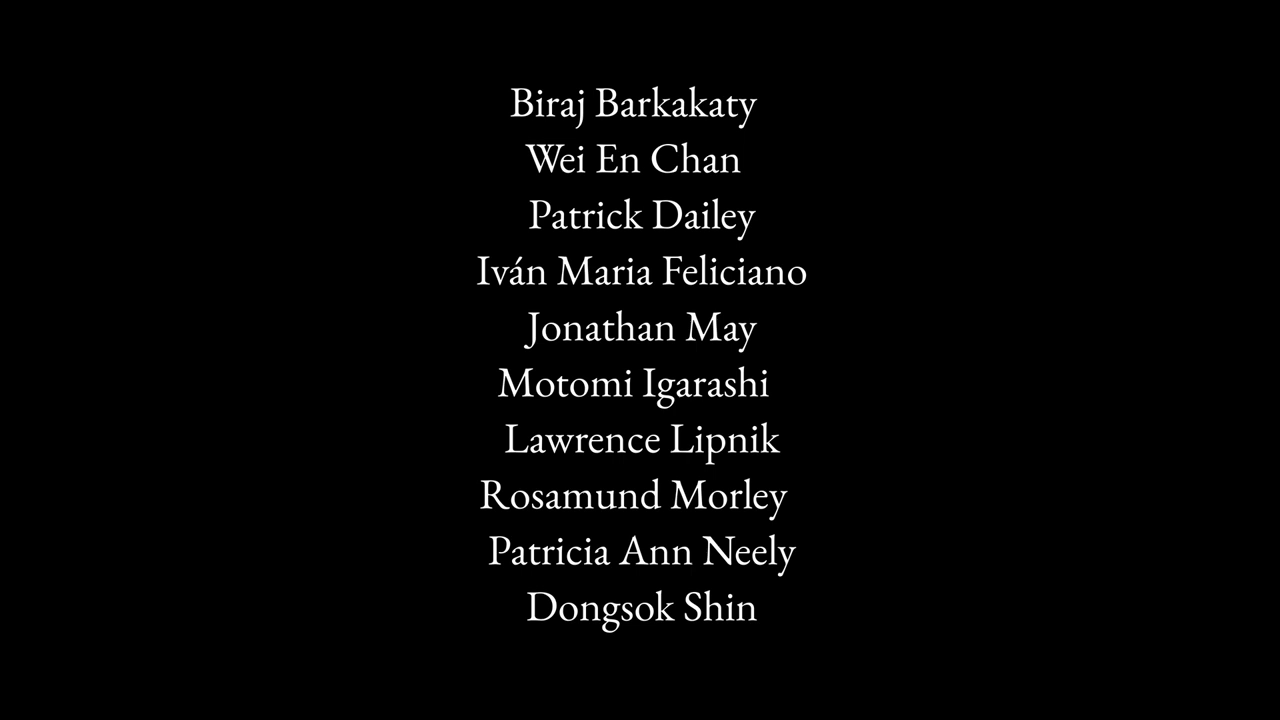 Biraj Barkakaty
Wei En Chan
Patrick Dailey
Iván Maria Feliciano
Jonathan May
Motomi Igarashi
Lawrence Lipnik
Rosamund Morley
Patricia Ann Neely
Dongsok Shin